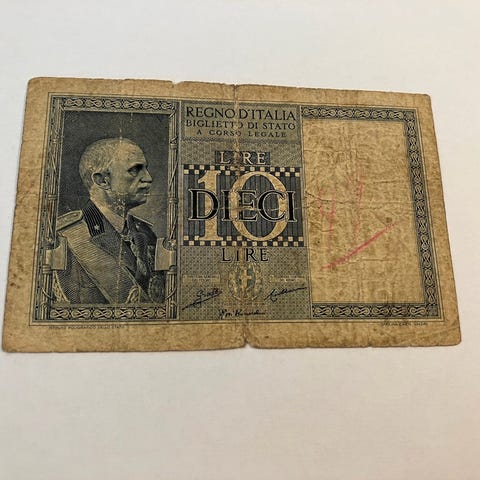 REGNO D'ITALIA
BIGLIETTO DI STATO
A CORSO LEGALE
LIRE
10
DIECI
LIRE